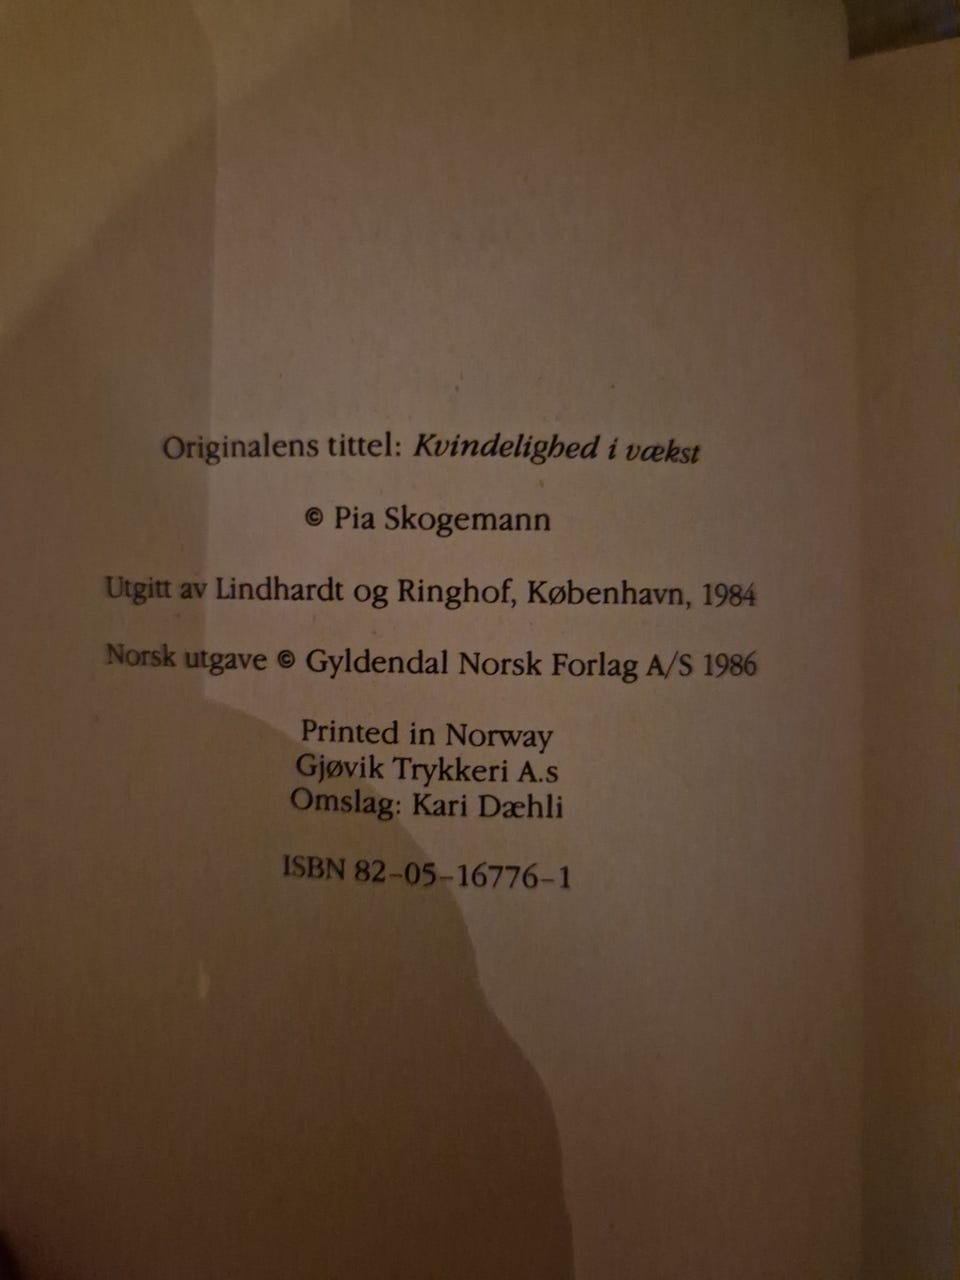 Originalens tittel: Kvindelighed i vækst
© Pia Skogemann
Utgitt av Lindhardt og Ringhof, København, 1984
Norsk utgave © Gyldendal Norsk Forlag A/S 1986
Printed in Norway
Gjøvik Trykkeri A.s
Omslag: Kari Dæhli
ISBN 82-05-16776-1